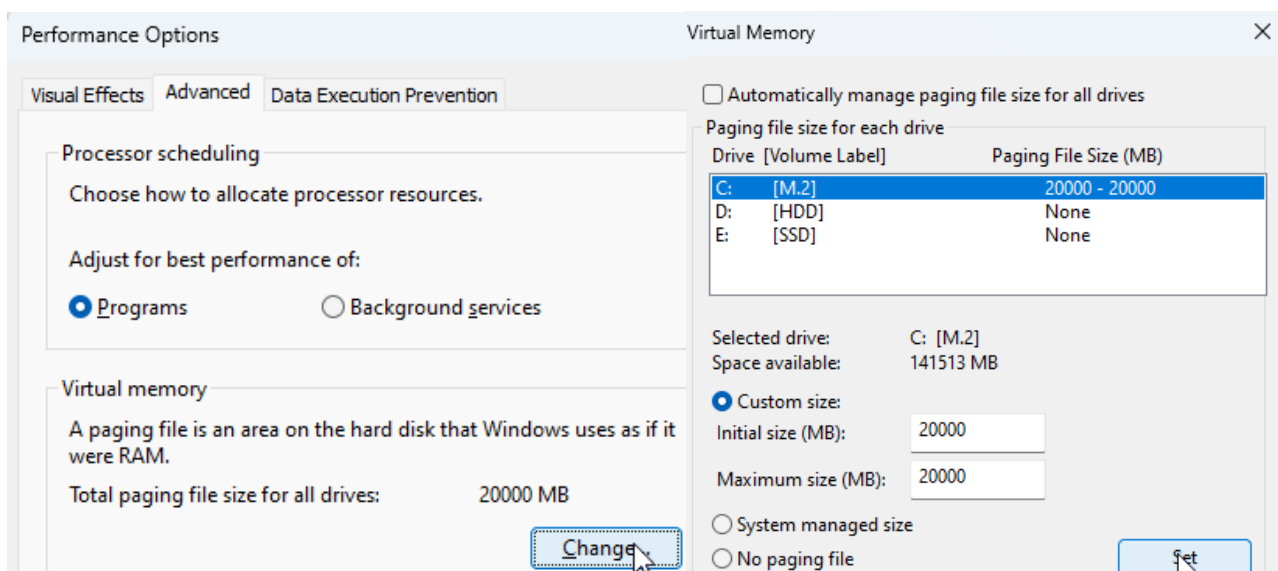 Performance Options
Visual Effects Advanced Data Execution Prevention
Processor scheduling
Choose how to allocate processor resources.
Adjust for best performance of:
Programs Background services
Virtual memory
A paging file is an area on the hard disk that Windows uses as if it
were RAM.
Total paging file size for all drives: 20000 MB
Change...
Virtual Memory
Automatically manage paging file size for all drives
Paging file size for each drive
Drive [Volume Label] Paging File Size (MB)
C: [M.2] 20000 - 20000
D: [HDD] None
E: [SSD] None
Selected drive: C: [M.2]
Space available: 141513 MB
Custom size:
Initial size (MB): 20000
Maximum size (MB): 20000
System managed size
No paging file Set